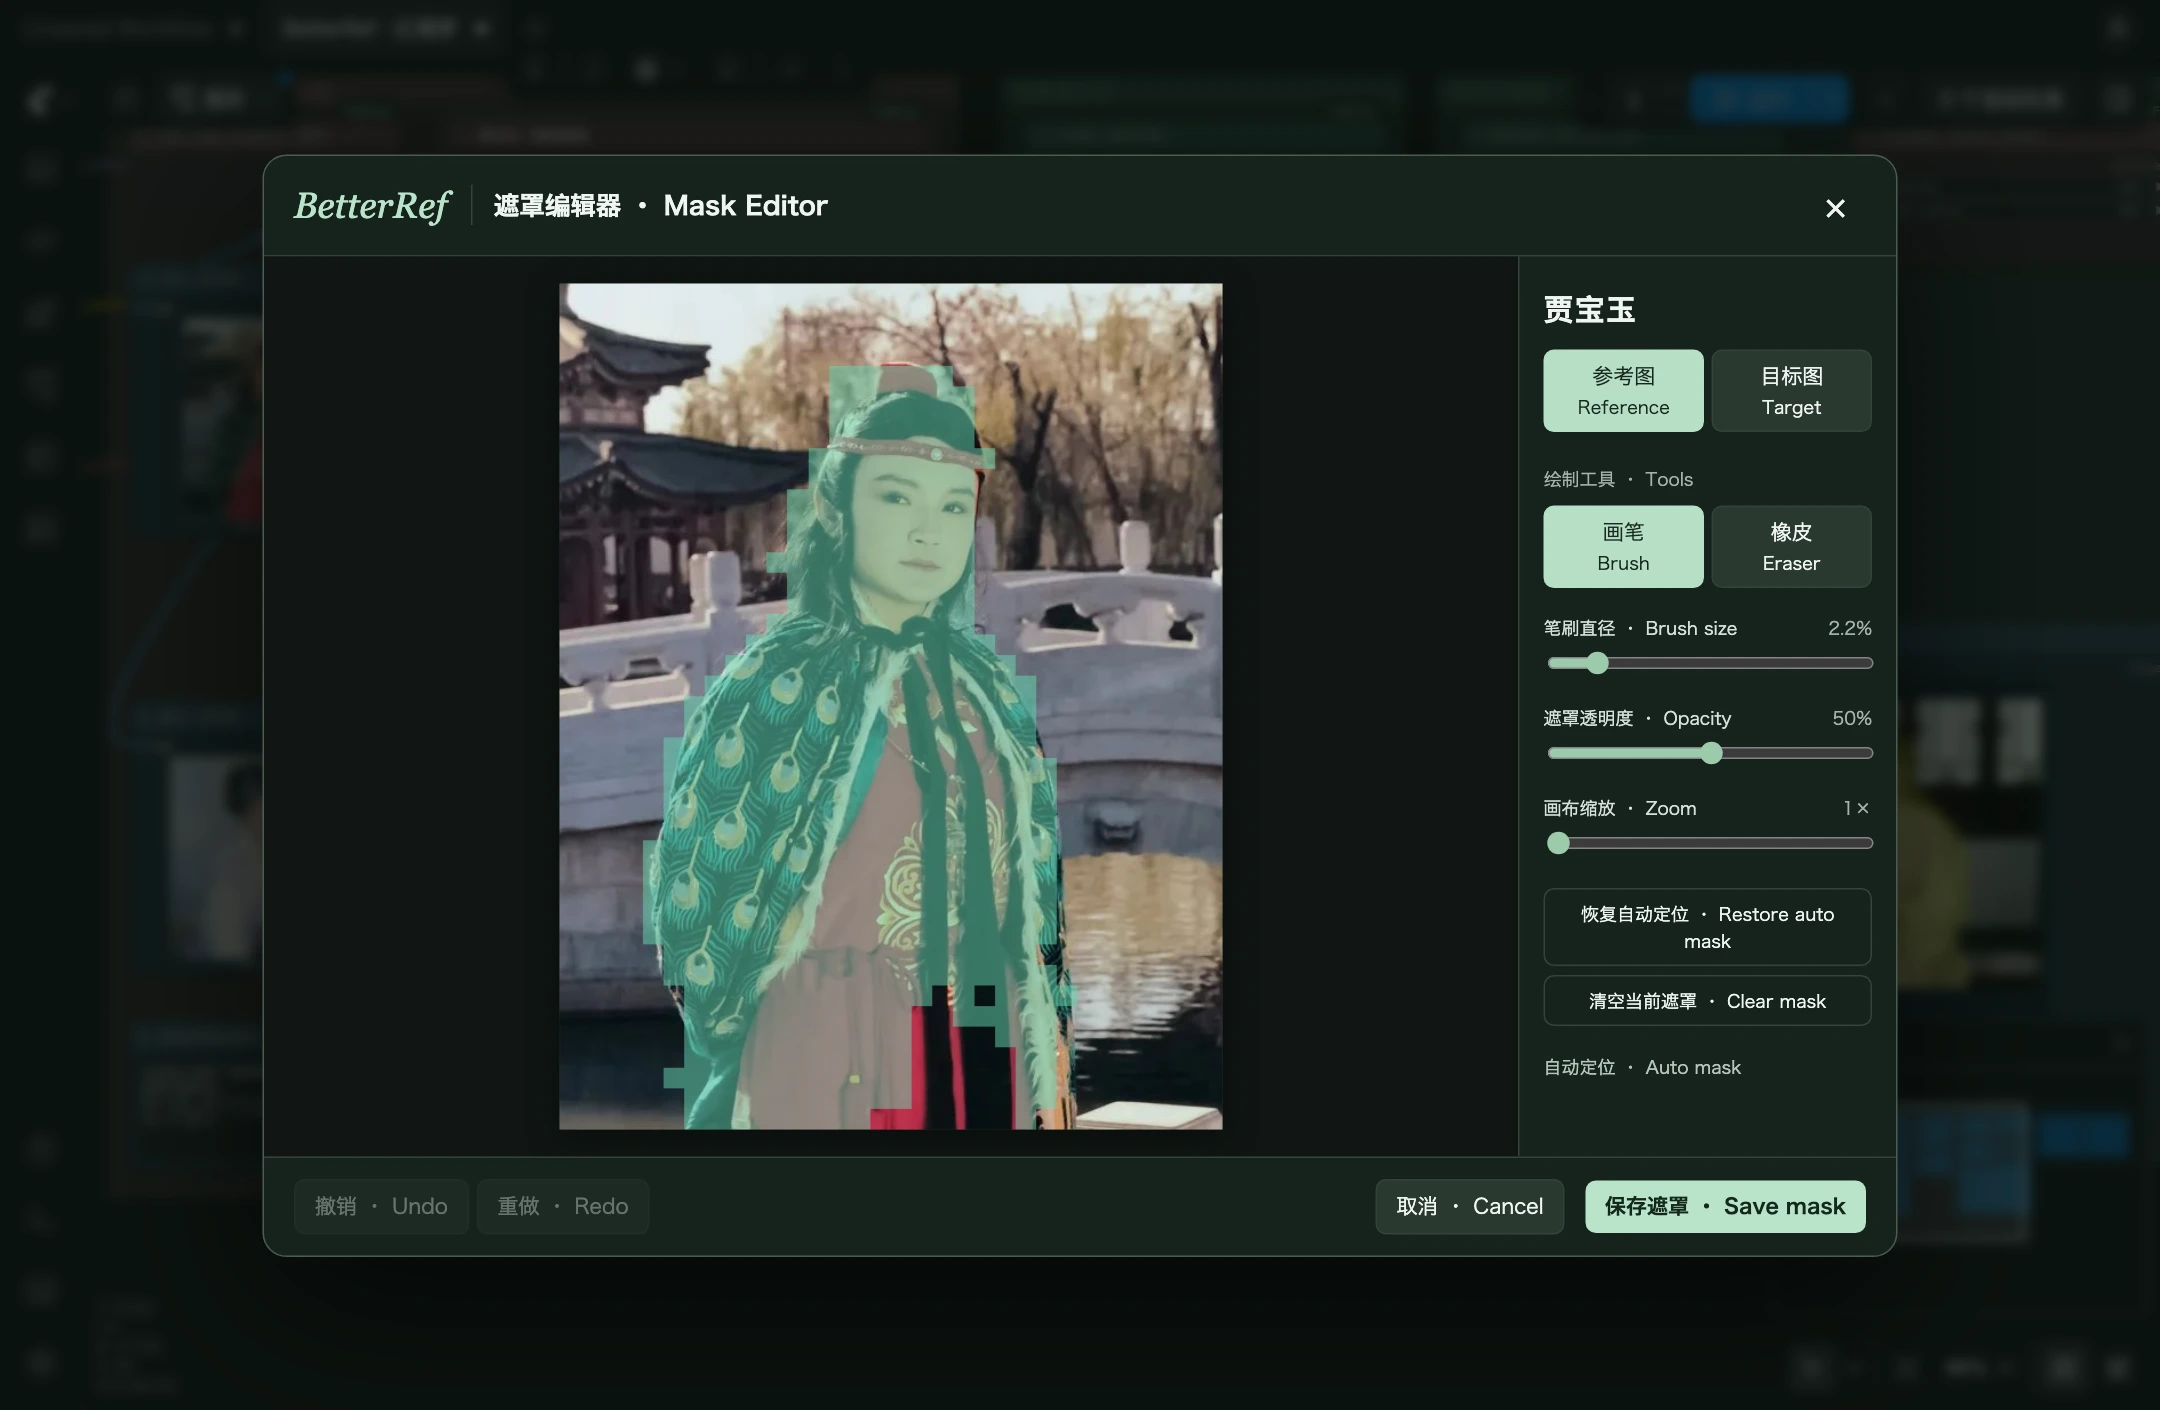 BetterRef
遮罩编辑器 · Mask Editor
×
贾宝玉
参考图
Reference
目标图
Target
绘制工具 · Tools
画笔
Brush
橡皮
Eraser
笔刷直径 · Brush size 2.2%
遮罩透明度 · Opacity 50%
画布缩放 · Zoom 1 ×
恢复自动定位 · Restore auto
mask
清空当前遮罩 · Clear mask
自动定位 · Auto mask
撤销 · Undo
重做 · Redo
取消 · Cancel
保存遮罩 · Save mask